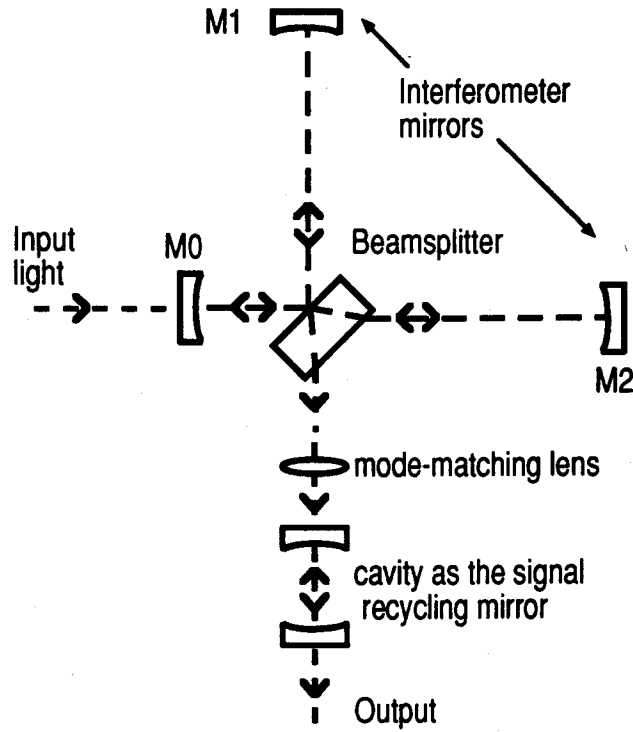 M1
Interferometer
mirrors
Input
light
M0
Beamsplitter
M2
mode-matching lens
cavity as the signal
recycling mirror
Output